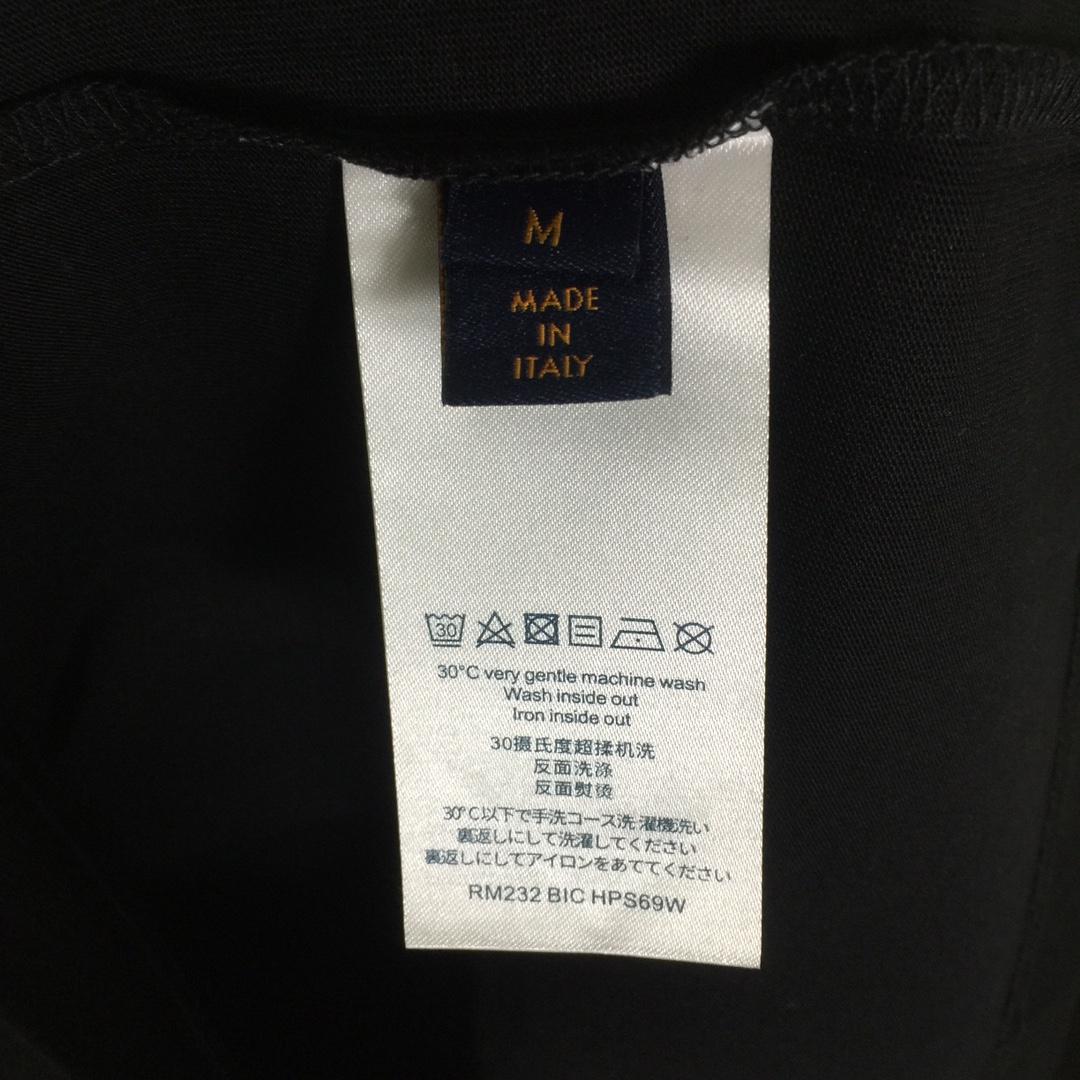 M
MADE
IN
ITALY
30
30°C very gentle machine wash
Wash inside out
Iron inside out
30摄氏度超揉机洗
反面洗涤
反面熨烫
30°C以下で手洗コース洗 濯機洗い
裏返しにして洗濯してください
裏返しにしてアイロンをあててください
RM232 BIC HPS69W